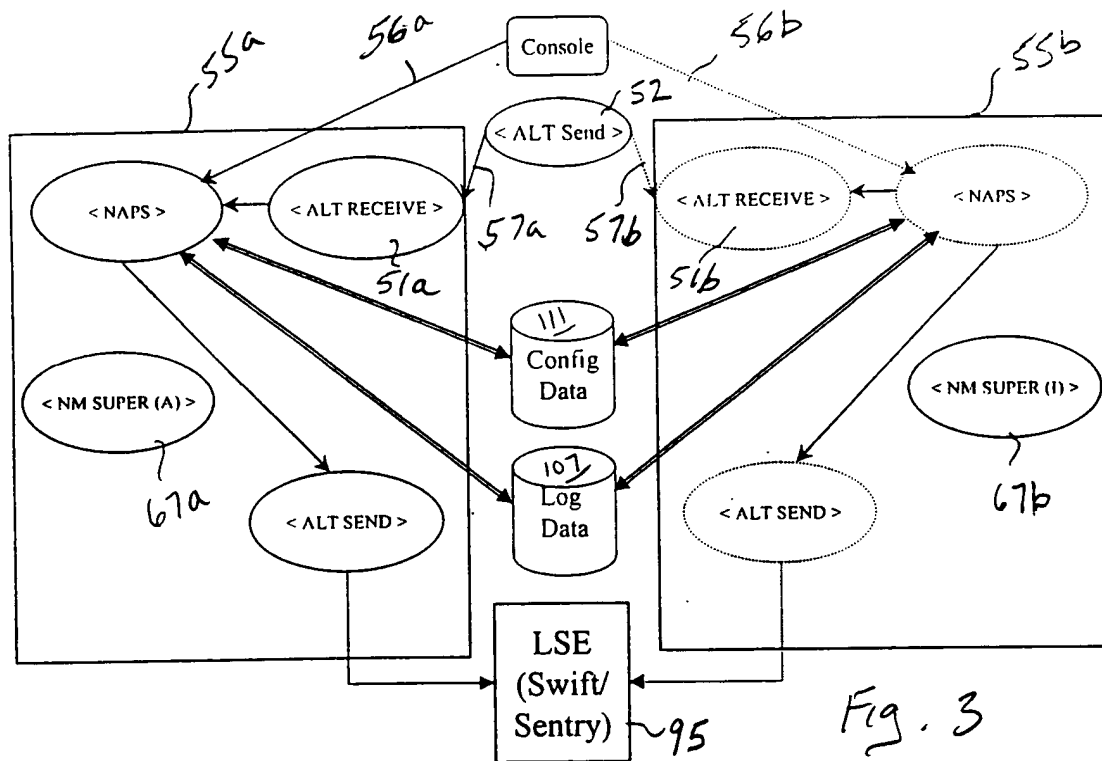 56a
Console
56b
55a
55b
52
< ALT Send >
< NAPS >
< ALT RECEIVE >
57a
57b
< ALT RECEIVE >
< NAPS >
51a
51b
111
Config
Data
< NM SUPER (A) >
< NM SUPER (I) >
67a
107
Log
Data
67b
< ALT SEND >
< ALT SEND >
LSE
(Swift/
Sentry)
95
Fig. 3